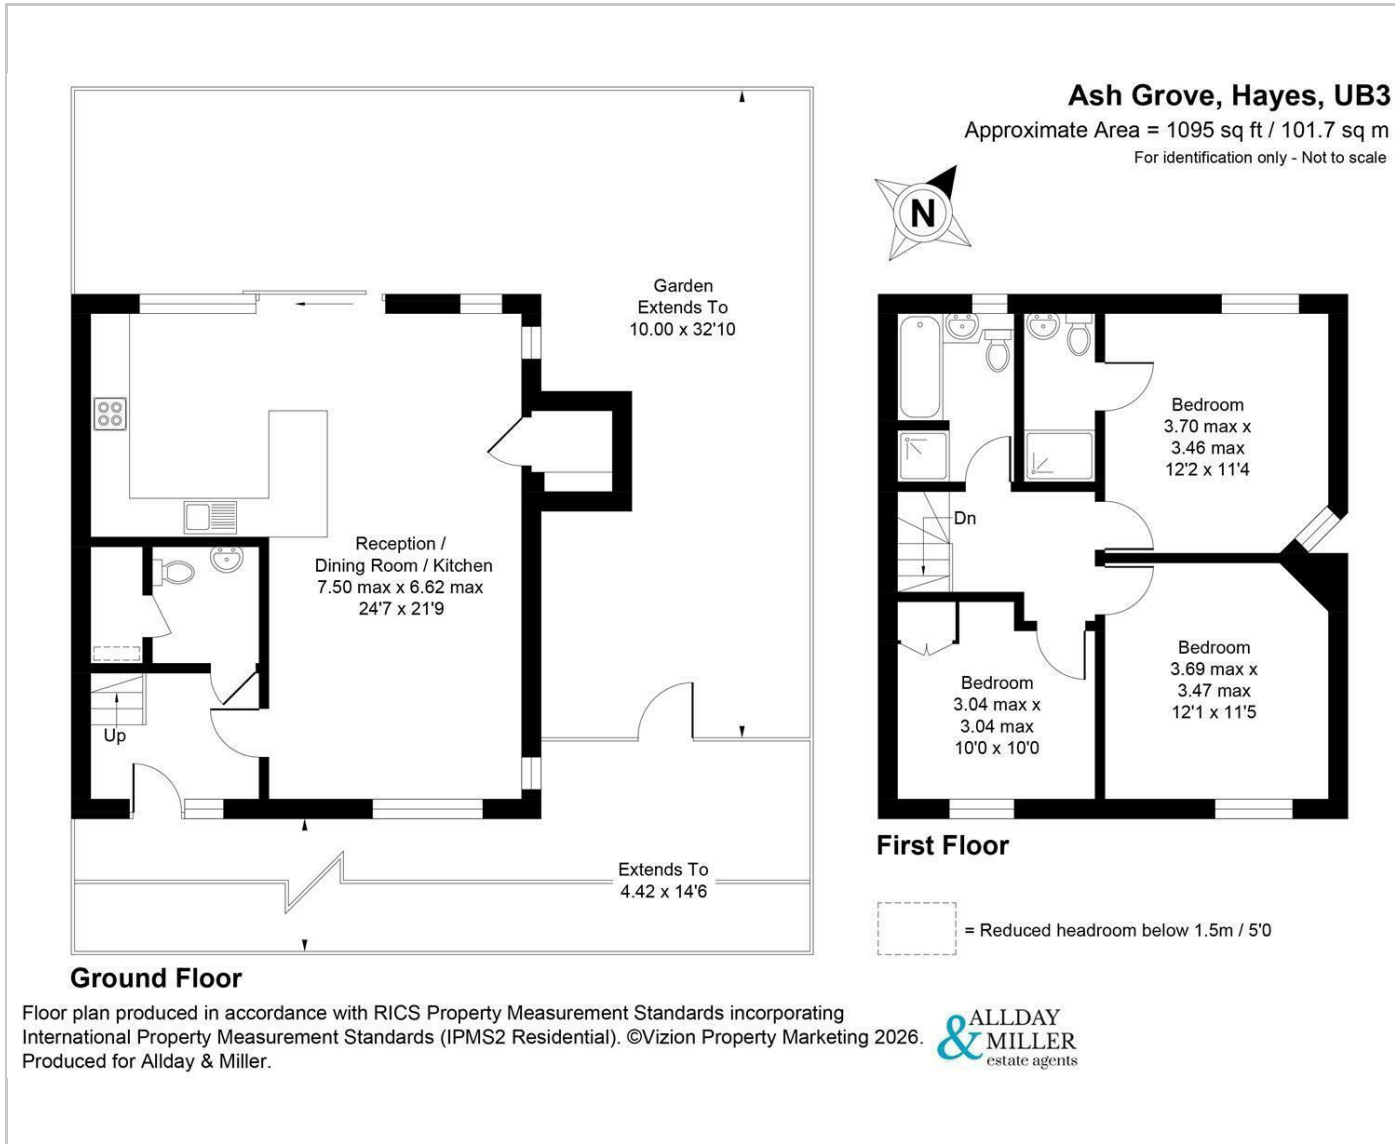 Ash Grove, Hayes, UB3
Approximate Area = 1095 sq ft / 101.7 sq m
For identification only - Not to scale
N
Garden
Extends To
10.00 x 32'10
Reception /
Dining Room / Kitchen
7.50 max x 6.62 max
24'7 x 21'9
Up
Extends To
4.42 x 14'6
Ground Floor
Bedroom
3.70 max x
3.46 max
12'2 x 11'4
Dn
Bedroom
3.04 max x
3.04 max
10'0 x 10'0
Bedroom
3.69 max x
3.47 max
12'1 x 11'5
First Floor
= Reduced headroom below 1.5m / 5'0
Floor plan produced in accordance with RICS Property Measurement Standards incorporating
International Property Measurement Standards (IPMS2 Residential). ©Vizion Property Marketing 2026.
Produced for Allday & Miller.
ALLDAY
& MILLER
estate agents